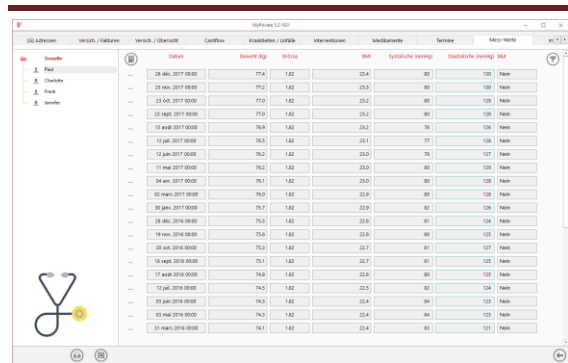 MyPrivate 5.2.1021
Adressen Versich. / Fakturen Versich. / Übersicht Cashflow Krankheiten / Unfälle Interventionen Medikamente Termine Mess-Werte
Gesundin
Paul
Charlotte
Frank
Jennifer
Datum Gewicht (kg) Grösse BMI Systolische (mmHg) Diastolische (mmHg) Blut
26 déc. 2017 00:00 77.4 1.82 23.4 80 130 Nein
23 nov. 2017 00:00 77.2 1.82 23.3 80 130 Nein
23 oct. 2017 00:00 77.0 1.82 23.2 80 129 Nein
23 sept. 2017 00:00 77.0 1.82 23.2 80 128 Nein
15 août 2017 00:00 76.9 1.82 23.2 78 126 Nein
12 juil. 2017 00:00 76.5 1.82 23.1 77 128 Nein
12 juin 2017 00:00 76.2 1.82 23.0 78 127 Nein
11 mai 2017 00:00 76.2 1.82 23.0 80 129 Nein
04 avr. 2017 00:00 76.1 1.82 23.0 80 128 Nein
02 mars 2017 00:00 76.0 1.82 22.9 80 128 Nein
30 janv. 2017 00:00 75.7 1.82 22.9 82 126 Nein
28 déc. 2016 00:00 75.5 1.82 22.8 81 124 Nein
19 nov. 2016 00:00 75.6 1.82 22.8 80 125 Nein
20 oct. 2016 00:00 75.3 1.82 22.7 81 127 Nein
16 sept. 2016 00:00 75.1 1.82 22.7 81 125 Nein
17 août 2016 00:00 74.8 1.82 22.6 80 125 Nein
12 juil. 2016 00:00 74.5 1.82 22.5 82 124 Nein
03 juin 2016 00:00 74.3 1.82 22.4 84 123 Nein
03 mai 2016 00:00 74.3 1.82 22.4 84 123 Nein
31 mars 2016 00:00 74.1 1.82 22.4 83 121 Nein